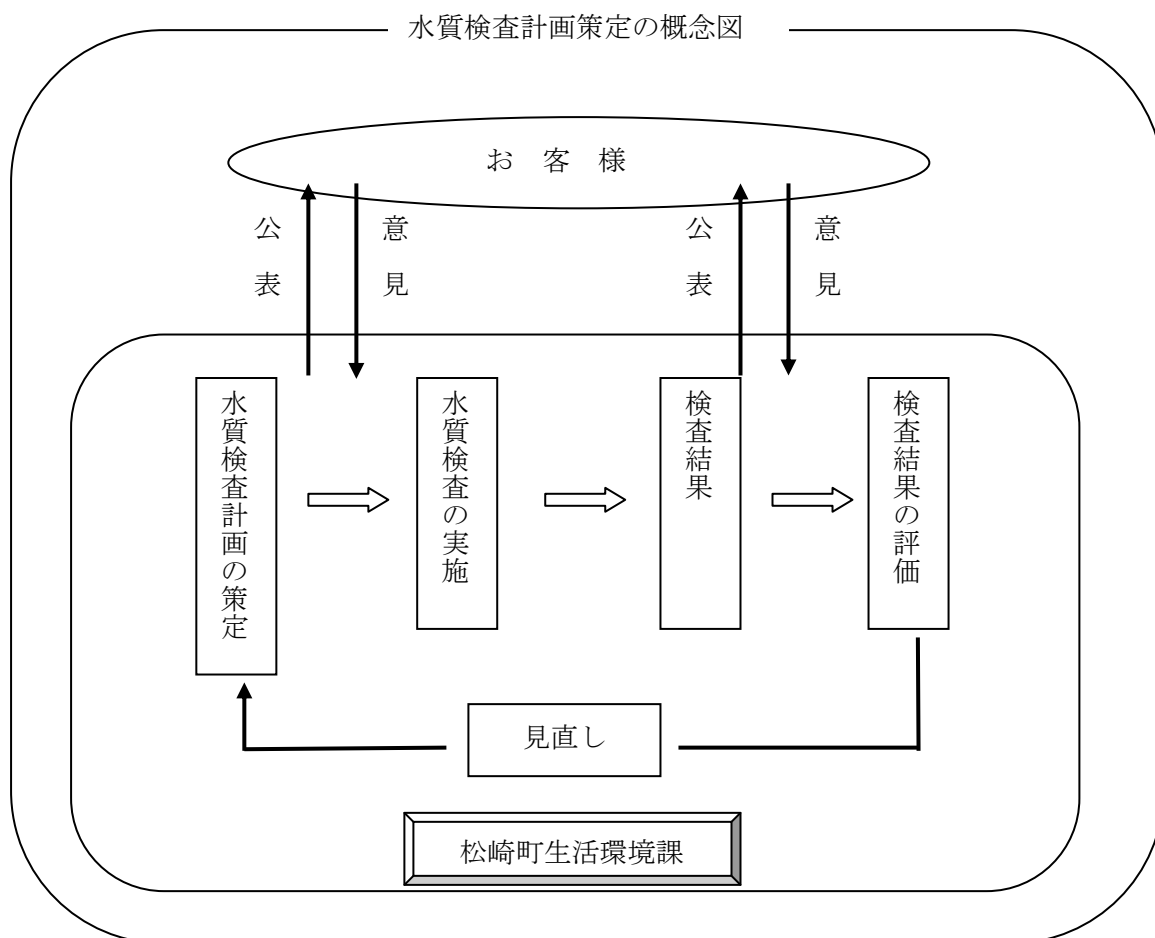 水質検査計画策定の概念図
お客様
公表
意見
公表
意見
水質検査計画の策定
水質検査の実施
検査結果
検査結果の評価
見直し
松崎町生活環境課